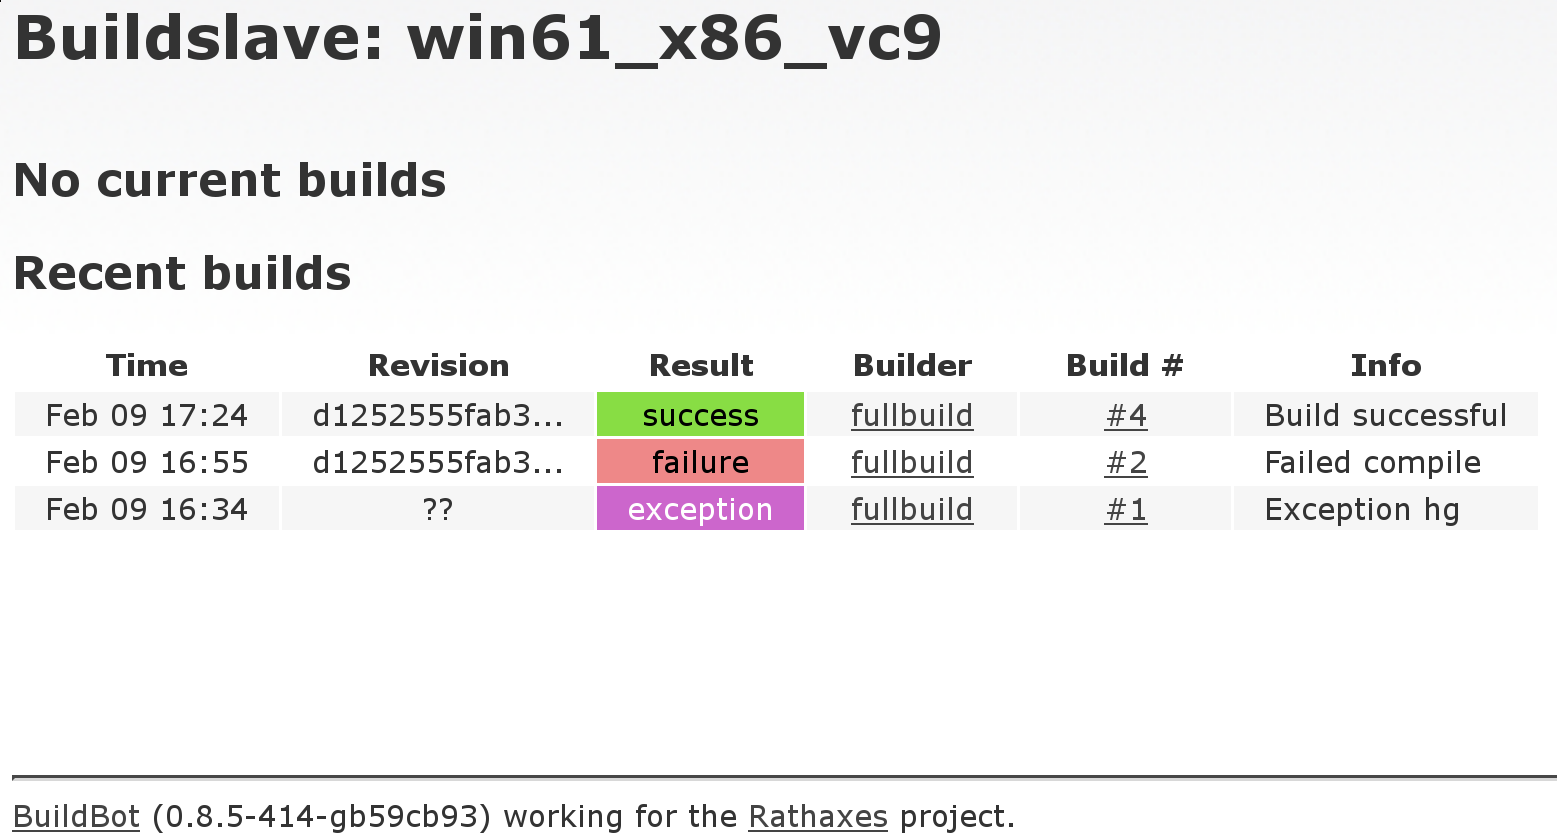 Buildslave: win61_x86_vc9
No current builds
Recent builds
Time Revision Result Builder Build # Info
Feb 09 17:24 d1252555fab3... success fullbuild #4 Build successful
Feb 09 16:55 d1252555fab3... failure fullbuild #2 Failed compile
Feb 09 16:34 ?? exception fullbuild #1 Exception hg
BuildBot (0.8.5-414-gb59cb93) working for the Rathaxes project.